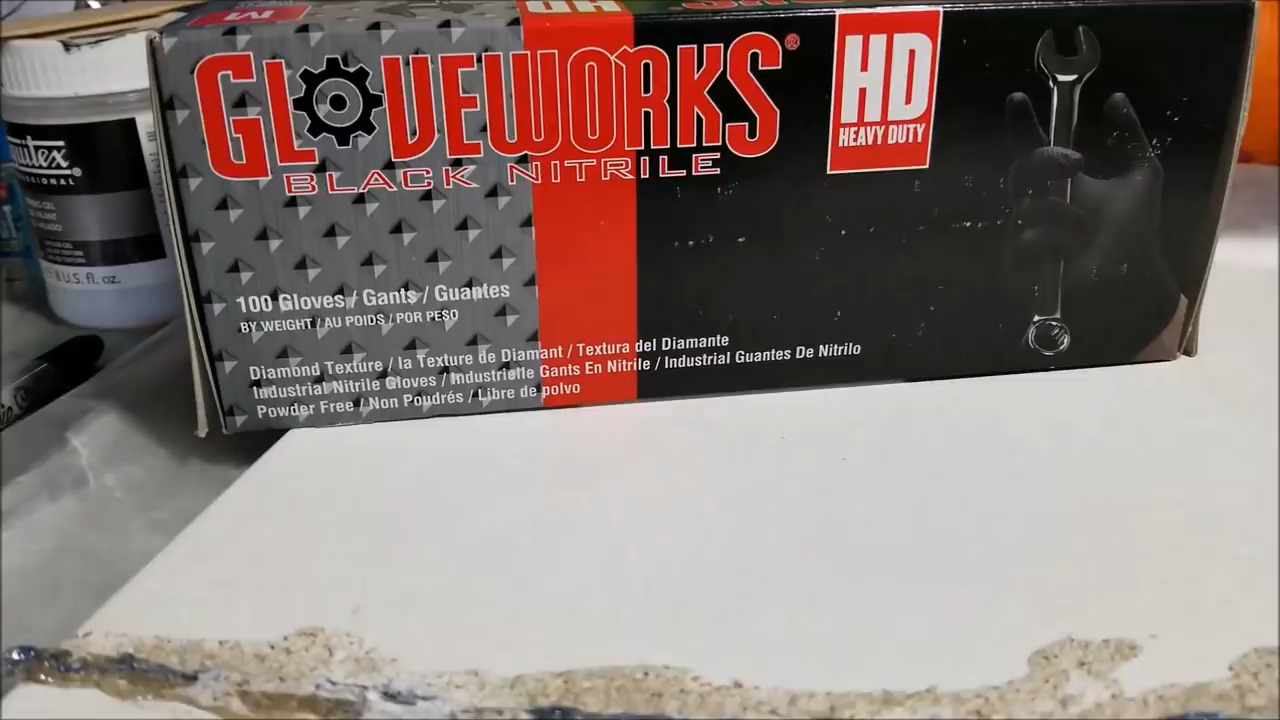 GLOVEWORKS®
BLACK NITRILE
HD
HEAVY DUTY
100 Gloves / Gants / Guantes
BY WEIGHT / AU POIDS / POR PESO
Diamond Texture / la Texture de Diamant / Textura del Diamante
Industrial Nitrile Gloves / Industrielle Gants En Nitrile / Industrial Guantes De Nitrilo
Powder Free / Non Poudrés / Libre de polvo
M
HD
8 U.S. fl. oz.